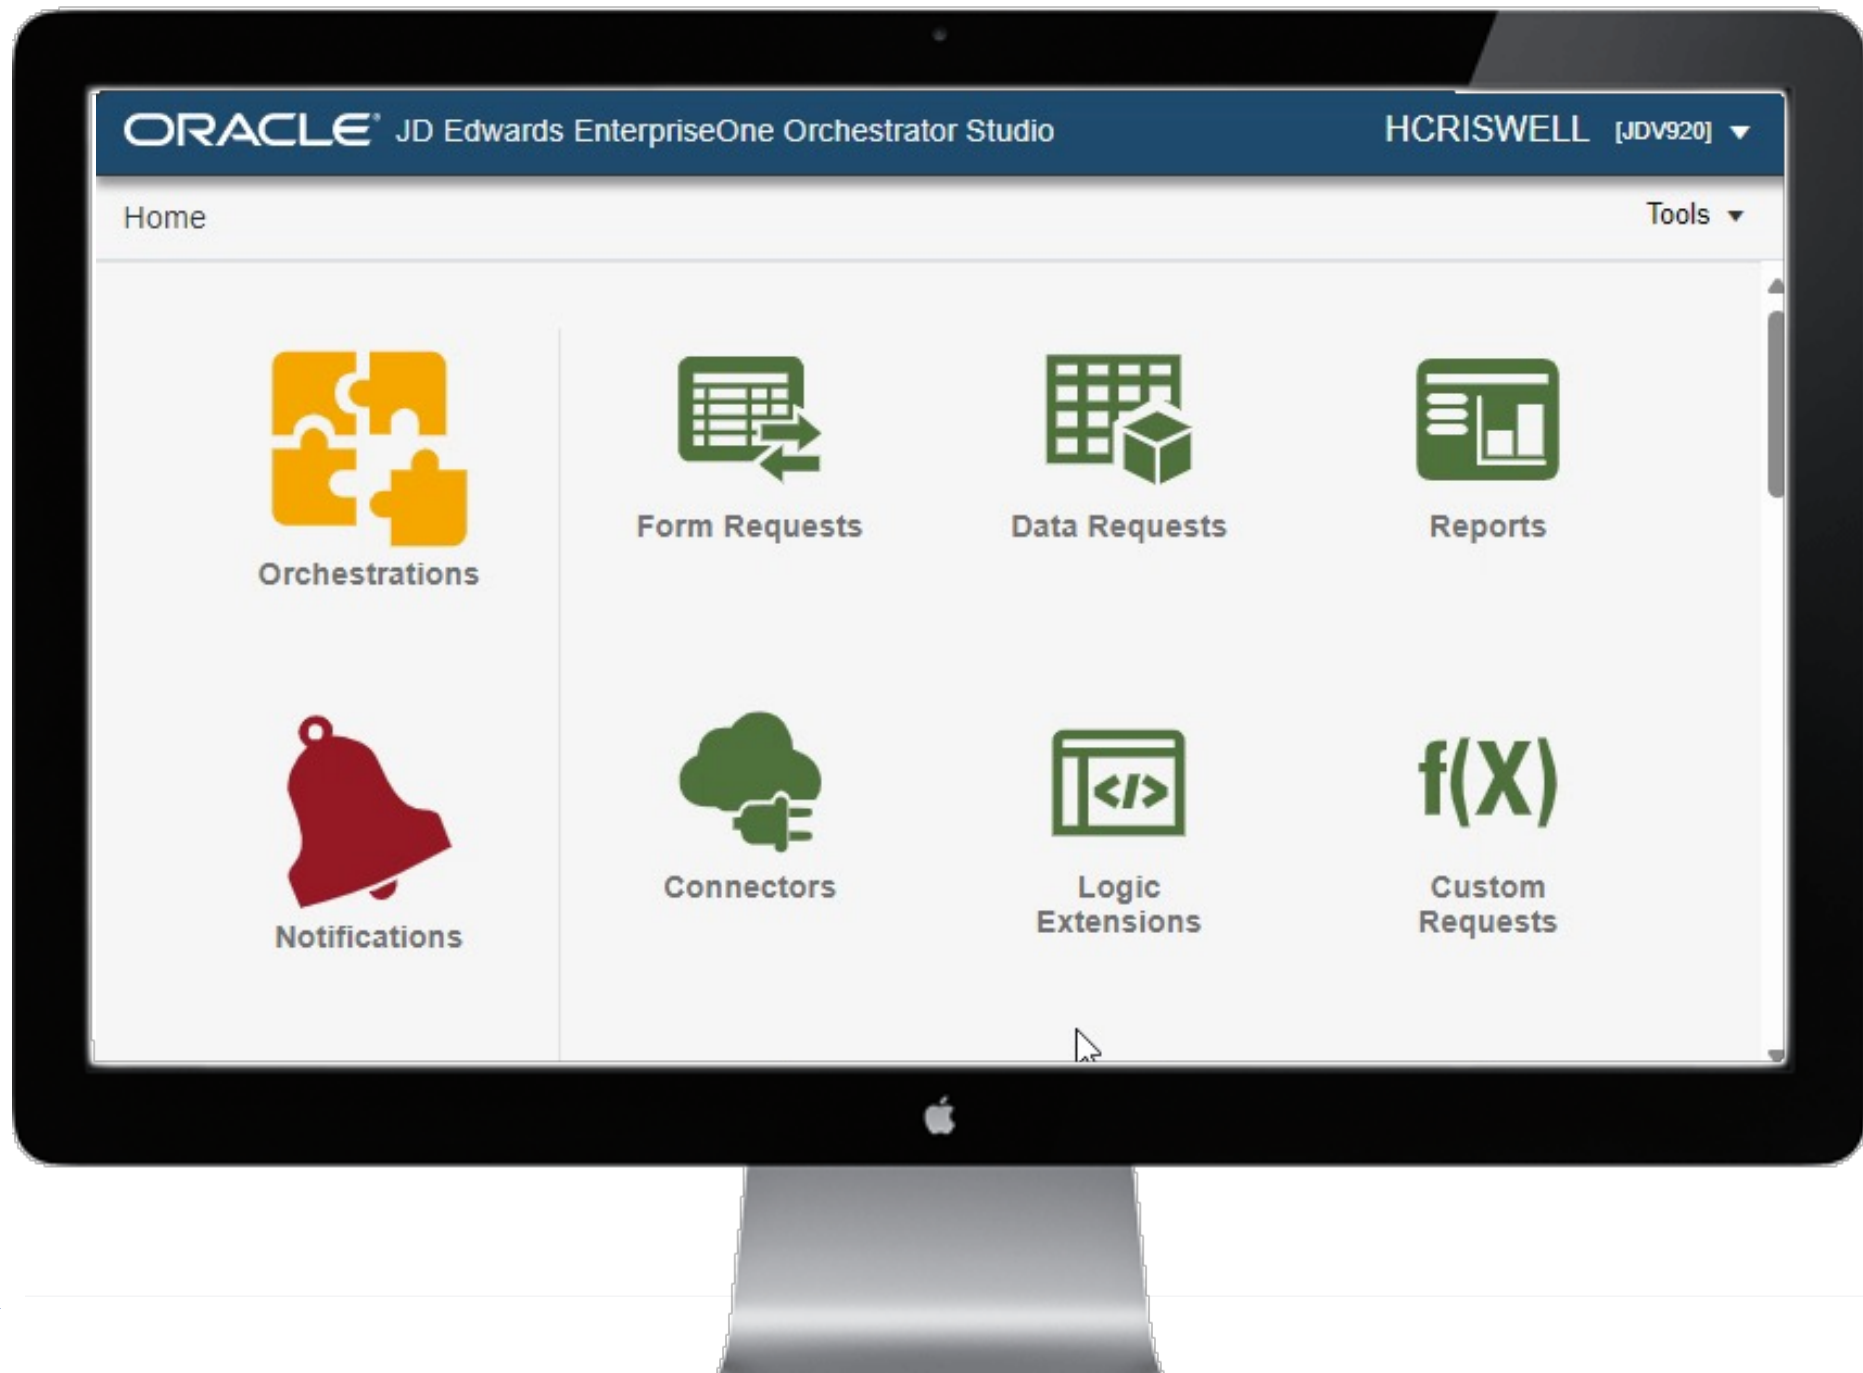 ORACLE® JD Edwards EnterpriseOne Orchestrator Studio
HCRISWELL [JDV920]
Home
Tools
Orchestrations
Form Requests
Data Requests
Reports
</>
f(X)
Notifications
Connectors
Logic
Extensions
Custom
Requests